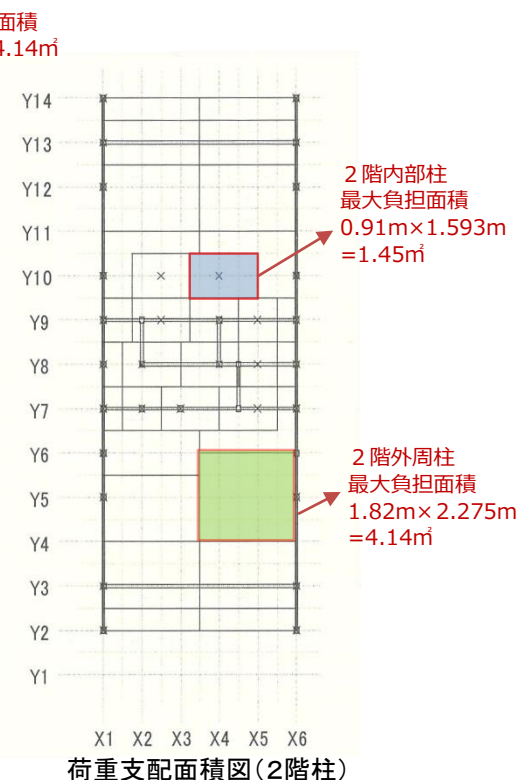 面積
4.14㎡
Y14
Y13
２階内部柱
最大負担面積
0.91m×1.593m
=1.45㎡
Y12
Y11
Y10
Y9
Y8
Y7
Y6
２階外周柱
最大負担面積
1.82m×2.275m
=4.14㎡
Y5
Y4
Y3
Y2
Y1
X1 X2 X3 X4 X5 X6
荷重支配面積図(2階柱)